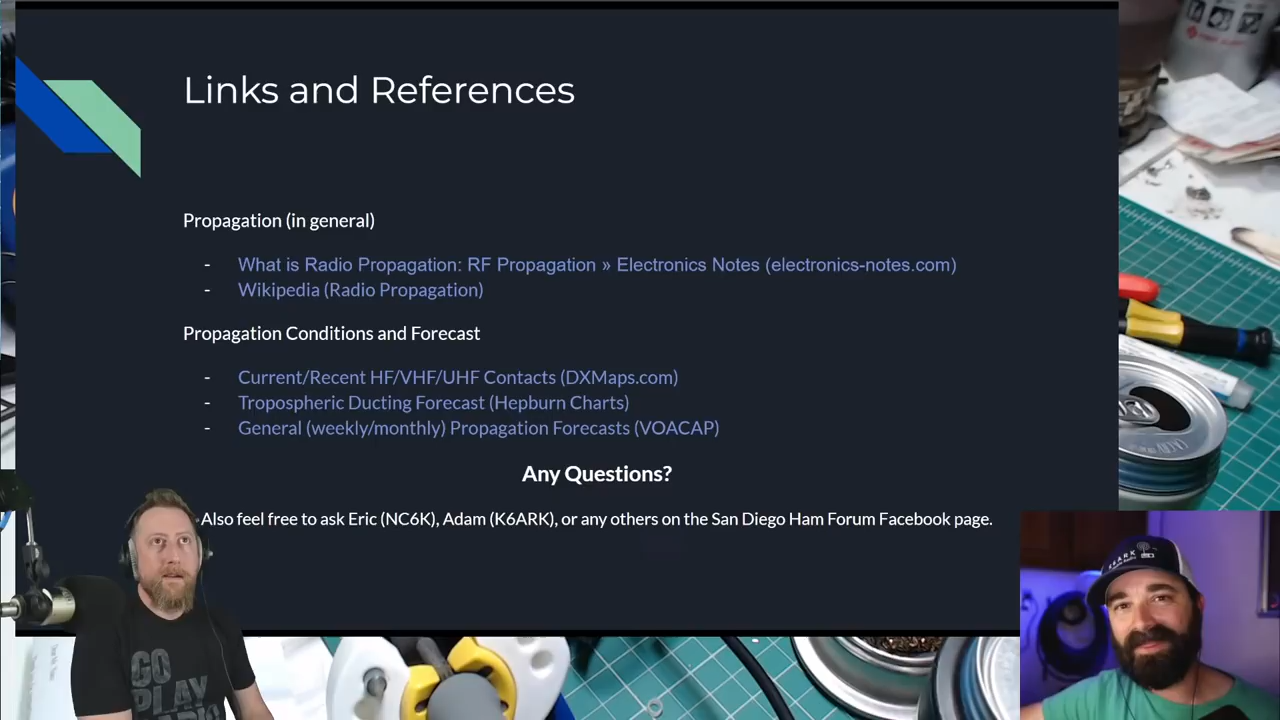 Links and References
Propagation (in general)
- What is Radio Propagation: RF Propagation » Electronics Notes (electronics-notes.com)
- Wikipedia (Radio Propagation)
Propagation Conditions and Forecast
- Current/Recent HF/VHF/UHF Contacts (DXMaps.com)
- Tropospheric Ducting Forecast (Hepburn Charts)
- General (weekly/monthly) Propagation Forecasts (VOACAP)
Any Questions?
Also feel free to ask Eric (NC6K), Adam (K6ARK), or any others on the San Diego Ham Forum Facebook page.
K6ARK
GO
PLAY